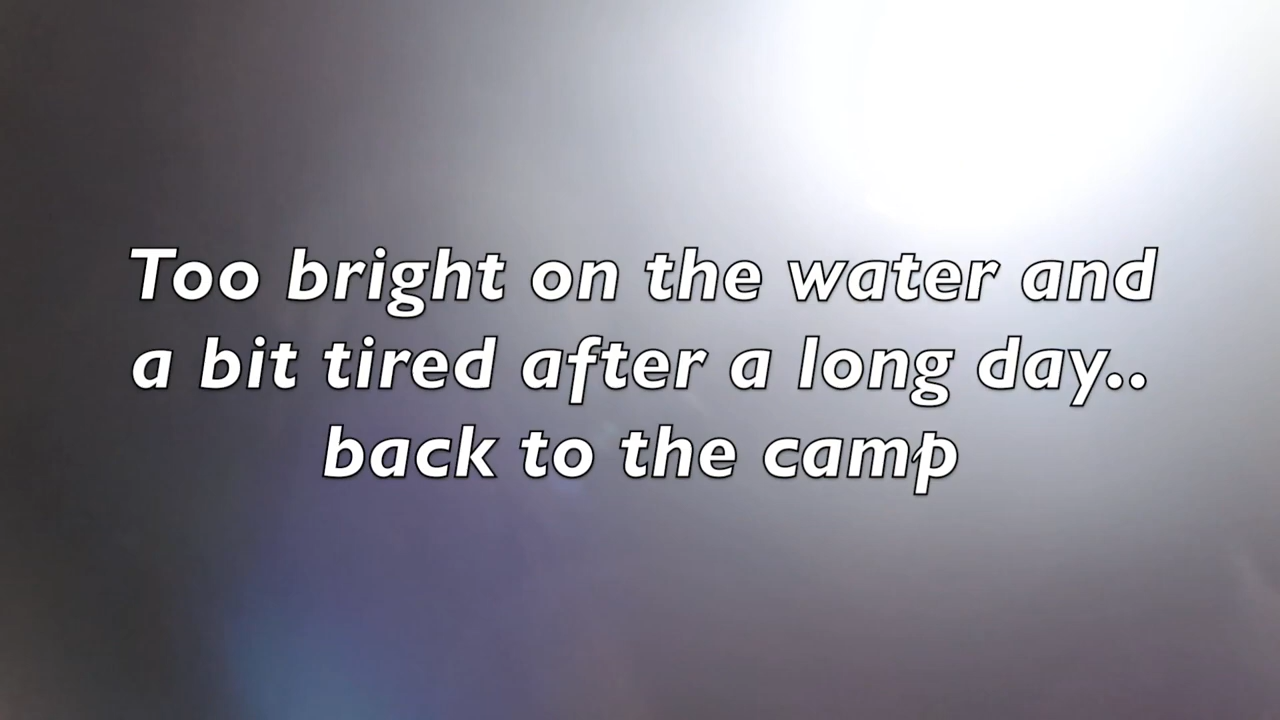 Too bright on the water and
a bit tired after a long day..
back to the camp